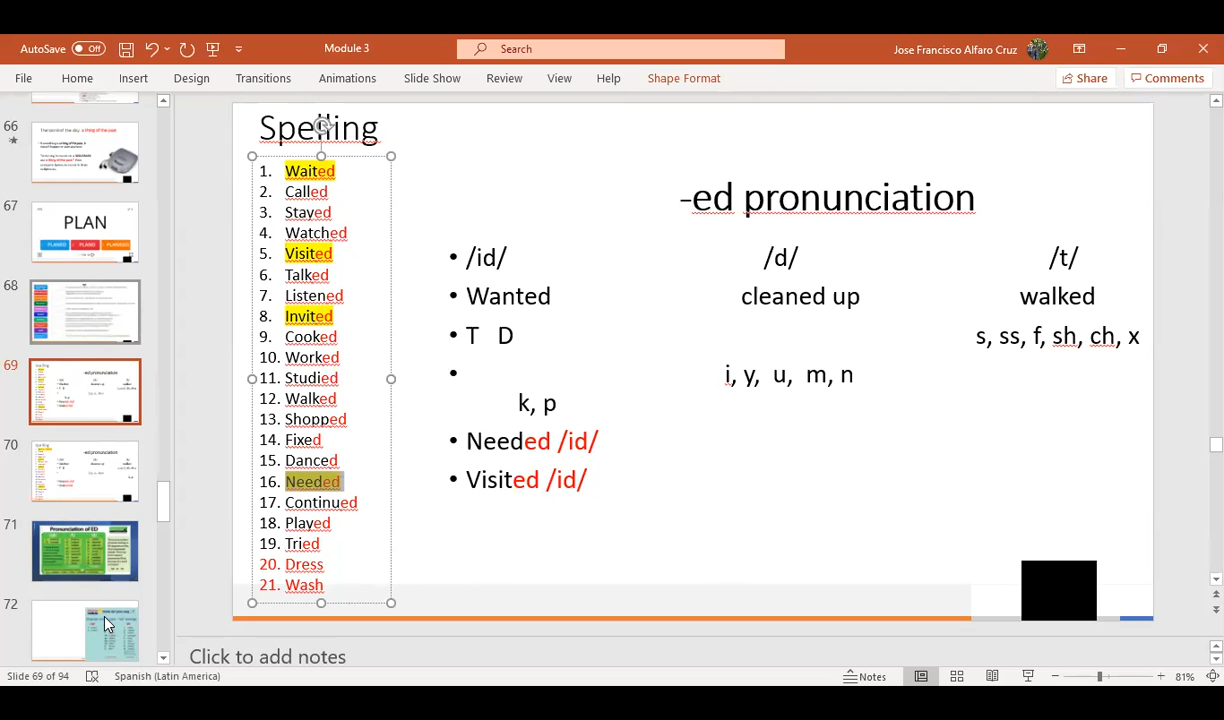 AutoSave Off
Module 3
Search
Jose Francisco Alfaro Cruz
File Home Insert Design Transitions Animations Slide Show Review View Help Shape Format
Share Comments
66
67
PLAN
68
69
70
71
Pronunciation of ED
72
Spelling
1. Waited
2. Called
3. Stayed
4. Watched
5. Visited
6. Talked
7. Listened
8. Invited
9. Cooked
10. Worked
11. Studied
12. Walked
13. Shopped
14. Fixed
15. Danced
16. Needed
17. Continued
18. Played
19. Tried
20. Dress
21. Wash
-ed pronunciation
• /id/ /d/ /t/
• Wanted cleaned up walked
• T D s, ss, f, sh, ch, x
• i, y, u, m, n
k, p
• Needed /id/
• Visited /id/
Click to add notes
Slide 69 of 94 Spanish (Latin America) Notes 81%